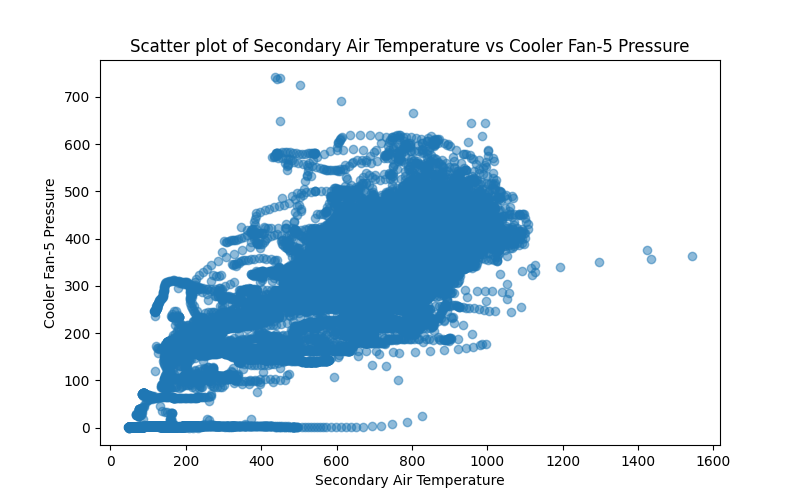 Scatter plot of Secondary Air Temperature vs Cooler Fan-5 Pressure
700
600
500
400
300
200
100
0
Cooler Fan-5 Pressure
0 200 400 600 800 1000 1200 1400 1600
Secondary Air Temperature